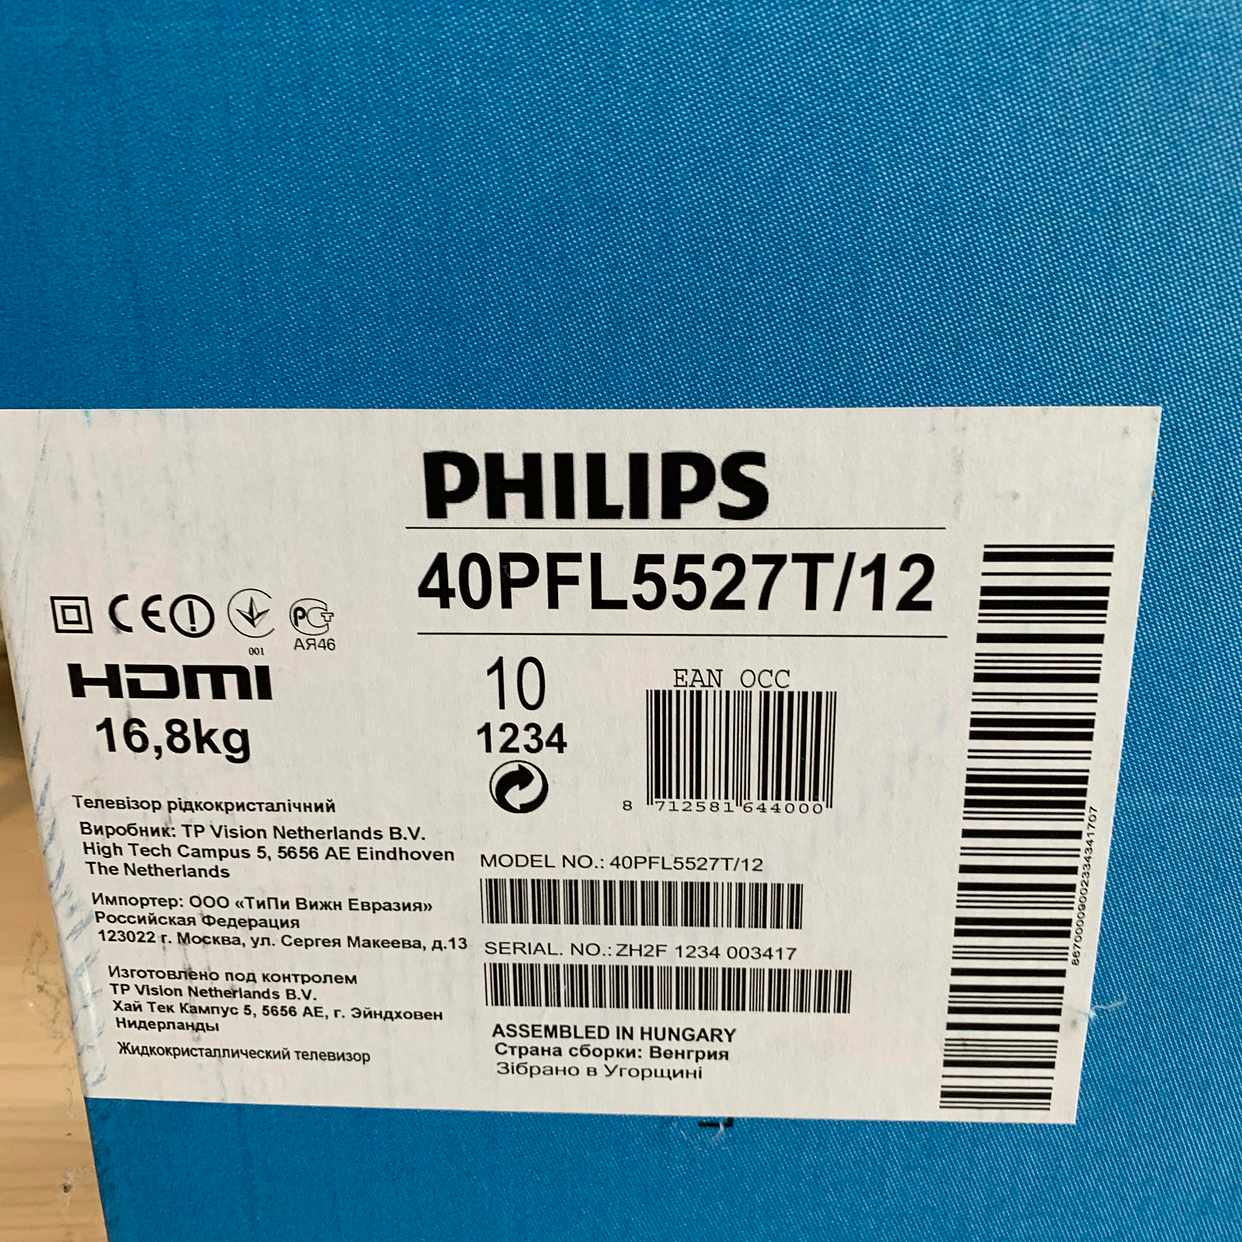 PHILIPS
40PFL5527T/12
CE
001
АЯ46
HDMI
16,8kg
10
1234
EAN OCC
8 712581 644000
Телевізор рідкокристалічний
Виробник: TP Vision Netherlands B.V.
High Tech Campus 5, 5656 AE Eindhoven
The Netherlands
Импортер: ООО «ТиПи Вижн Евразия»
Российская Федерация
123022 г. Москва, ул. Сергея Макеева, д.13
Изготовлено под контролем
TP Vision Netherlands B.V.
Хай Тек Кампус 5, 5656 АЕ, г. Эйндховен
Нидерланды
Жидкокристаллический телевизор
MODEL NO.: 40PFL5527T/12
SERIAL. NO.: ZH2F 1234 003417
ASSEMBLED IN HUNGARY
Страна сборки: Венгрия
Зібрано в Угорщині